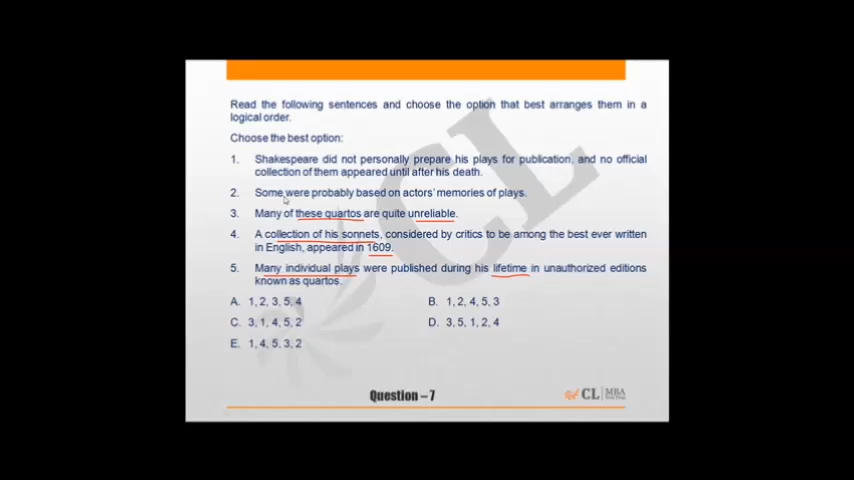 Read the following sentences and choose the option that best arranges them in a
logical order.
Choose the best option:
1. Shakespeare did not personally prepare his plays for publication, and no official
collection of them appeared until after his death.
2. Some were probably based on actors' memories of plays.
3. Many of these quartos are quite unreliable.
4. A collection of his sonnets, considered by critics to be among the best ever written
in English, appeared in 1609.
5. Many individual plays were published during his lifetime in unauthorized editions
known as quartos.
A. 1, 2, 3, 5, 4 B. 1, 2, 4, 5, 3
C. 3, 1, 4, 5, 2 D. 3, 5, 1, 2, 4
E. 1, 4, 5, 3, 2
Question – 7
CL MBA
CL